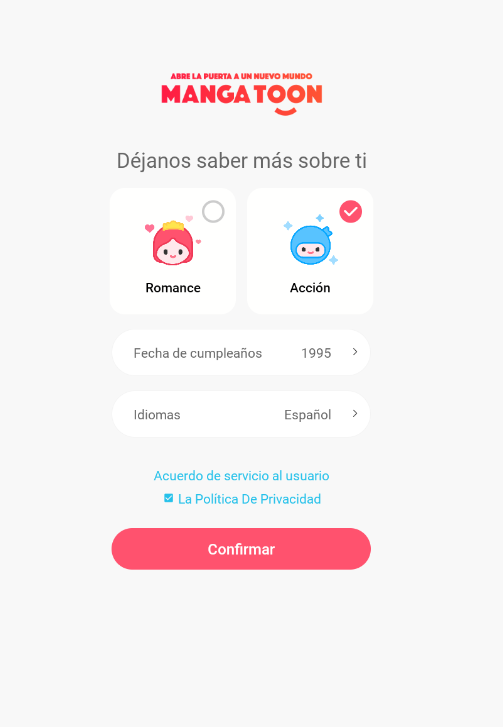 ABRE LA PUERTA A UN NUEVO MUNDO
MANGATOON
Déjanos saber más sobre ti
Romance
Acción
Fecha de cumpleaños 1995
Idiomas Español
Acuerdo de servicio al usuario
La Política De Privacidad
Confirmar